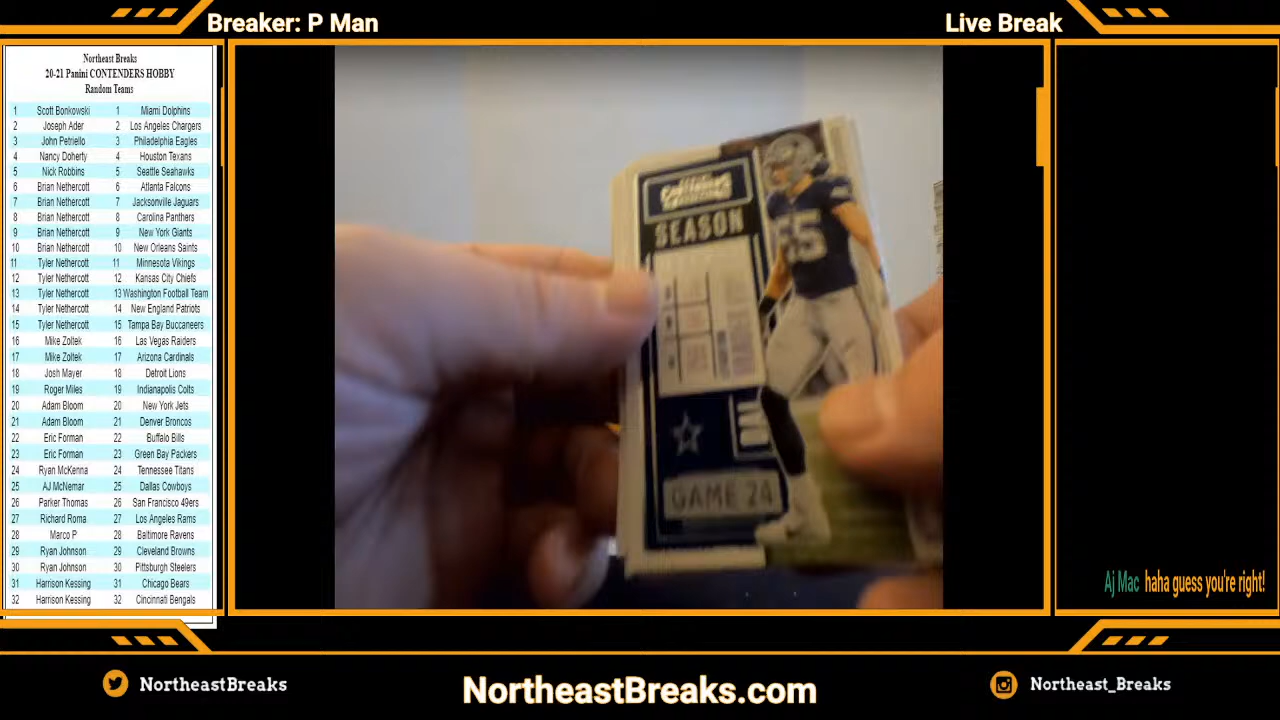 Breaker: P Man
Live Break
Northeast Breaks
20-21 Panini CONTENDERS HOBBY
Random Teams
1 Scott Bonkowski 1 Miami Dolphins
2 Joseph Ader 2 Los Angeles Chargers
3 John Petriello 3 Philadelphia Eagles
4 Nancy Doherty 4 Houston Texans
5 Nick Robbins 5 Seattle Seahawks
6 Brian Nethercott 6 Atlanta Falcons
7 Brian Nethercott 7 Jacksonville Jaguars
8 Brian Nethercott 8 Carolina Panthers
9 Brian Nethercott 9 New York Giants
10 Brian Nethercott 10 New Orleans Saints
11 Tyler Nethercott 11 Minnesota Vikings
12 Tyler Nethercott 12 Kansas City Chiefs
13 Tyler Nethercott 13 Washington Football Team
14 Tyler Nethercott 14 New England Patriots
15 Tyler Nethercott 15 Tampa Bay Buccaneers
16 Mike Zoltek 16 Las Vegas Raiders
17 Mike Zoltek 17 Arizona Cardinals
18 Josh Mayer 18 Detroit Lions
19 Roger Miles 19 Indianapolis Colts
20 Adam Bloom 20 New York Jets
21 Adam Bloom 21 Denver Broncos
22 Eric Forman 22 Buffalo Bills
23 Eric Forman 23 Green Bay Packers
24 Ryan McKenna 24 Tennessee Titans
25 AJ McNemar 25 Dallas Cowboys
26 Parker Thomas 26 San Francisco 49ers
27 Richard Roma 27 Los Angeles Rams
28 Marco P 28 Baltimore Ravens
29 Ryan Johnson 29 Cleveland Browns
30 Ryan Johnson 30 Pittsburgh Steelers
31 Harrison Kessing 31 Chicago Bears
32 Harrison Kessing 32 Cincinnati Bengals
SEASON
55
GAME 24
Aj Mac haha guess you're right!
NortheastBreaks
NortheastBreaks.com
Northeast_Breaks